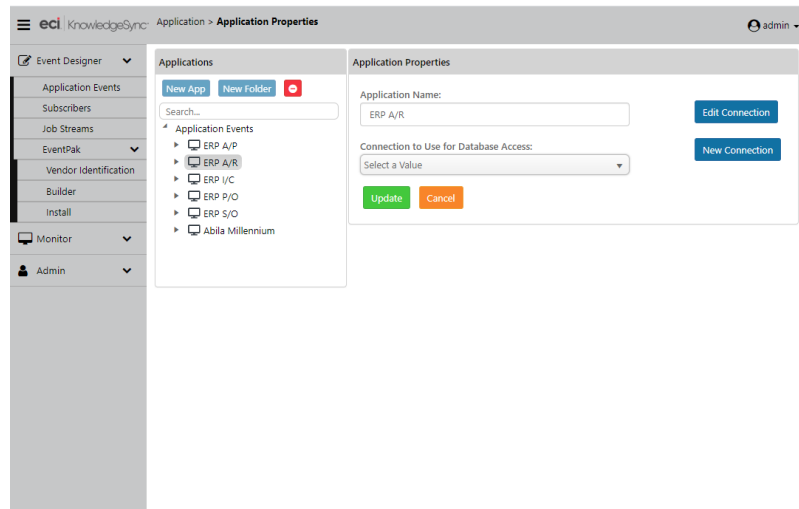 eci KnowledgeSync
Application > Application Properties
admin
Event Designer
Application Events
Subscribers
Job Streams
EventPak
Vendor Identification
Builder
Install
Monitor
Admin
Applications
New App New Folder
Search...
Application Events
ERP A/P
ERP A/R
ERP I/C
ERP P/O
ERP S/O
Abila Millennium
Application Properties
Application Name:
ERP A/R
Edit Connection
Connection to Use for Database Access:
New Connection
Select a Value
Update Cancel